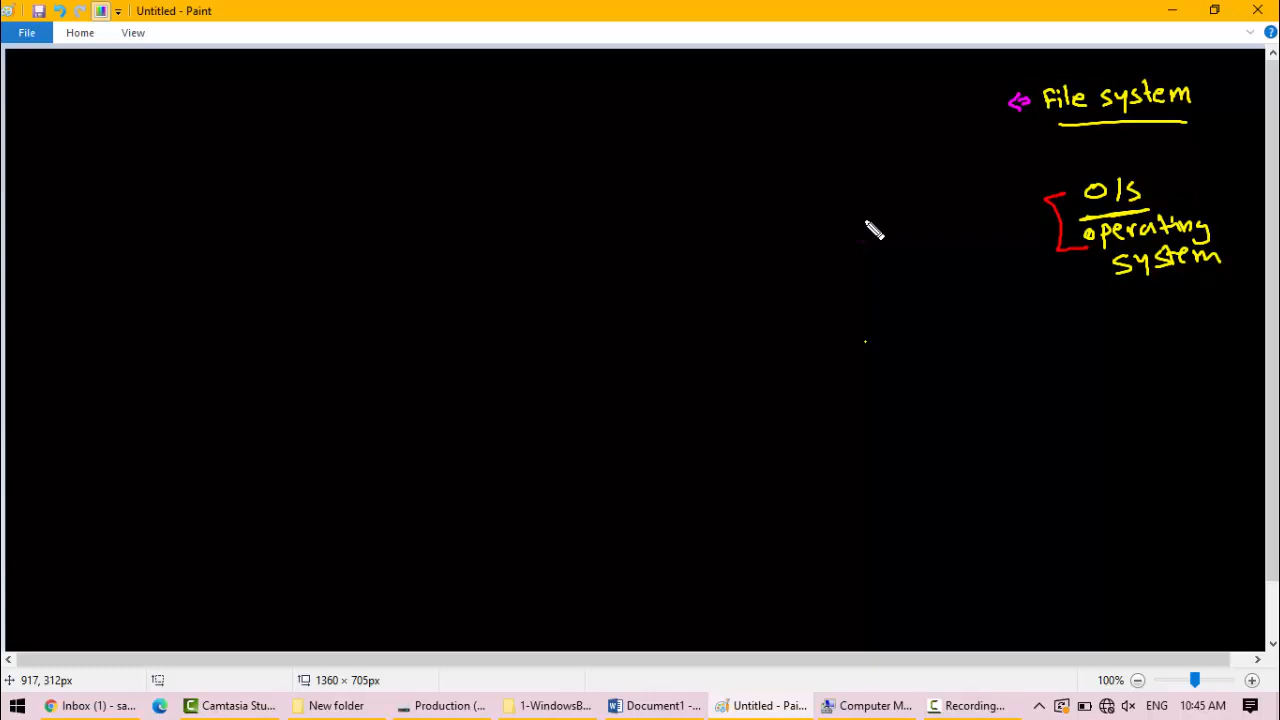 Untitled - Paint
File Home View
File system
O/S
operating
system
917, 312px
1360 × 705px
100%
Inbox (1) - sa...
Camtasia Stu...
New folder
Production (...
1-WindowsB...
Document1 -...
Untitled - Pai...
Computer M...
Recording...
ENG
10:45 AM